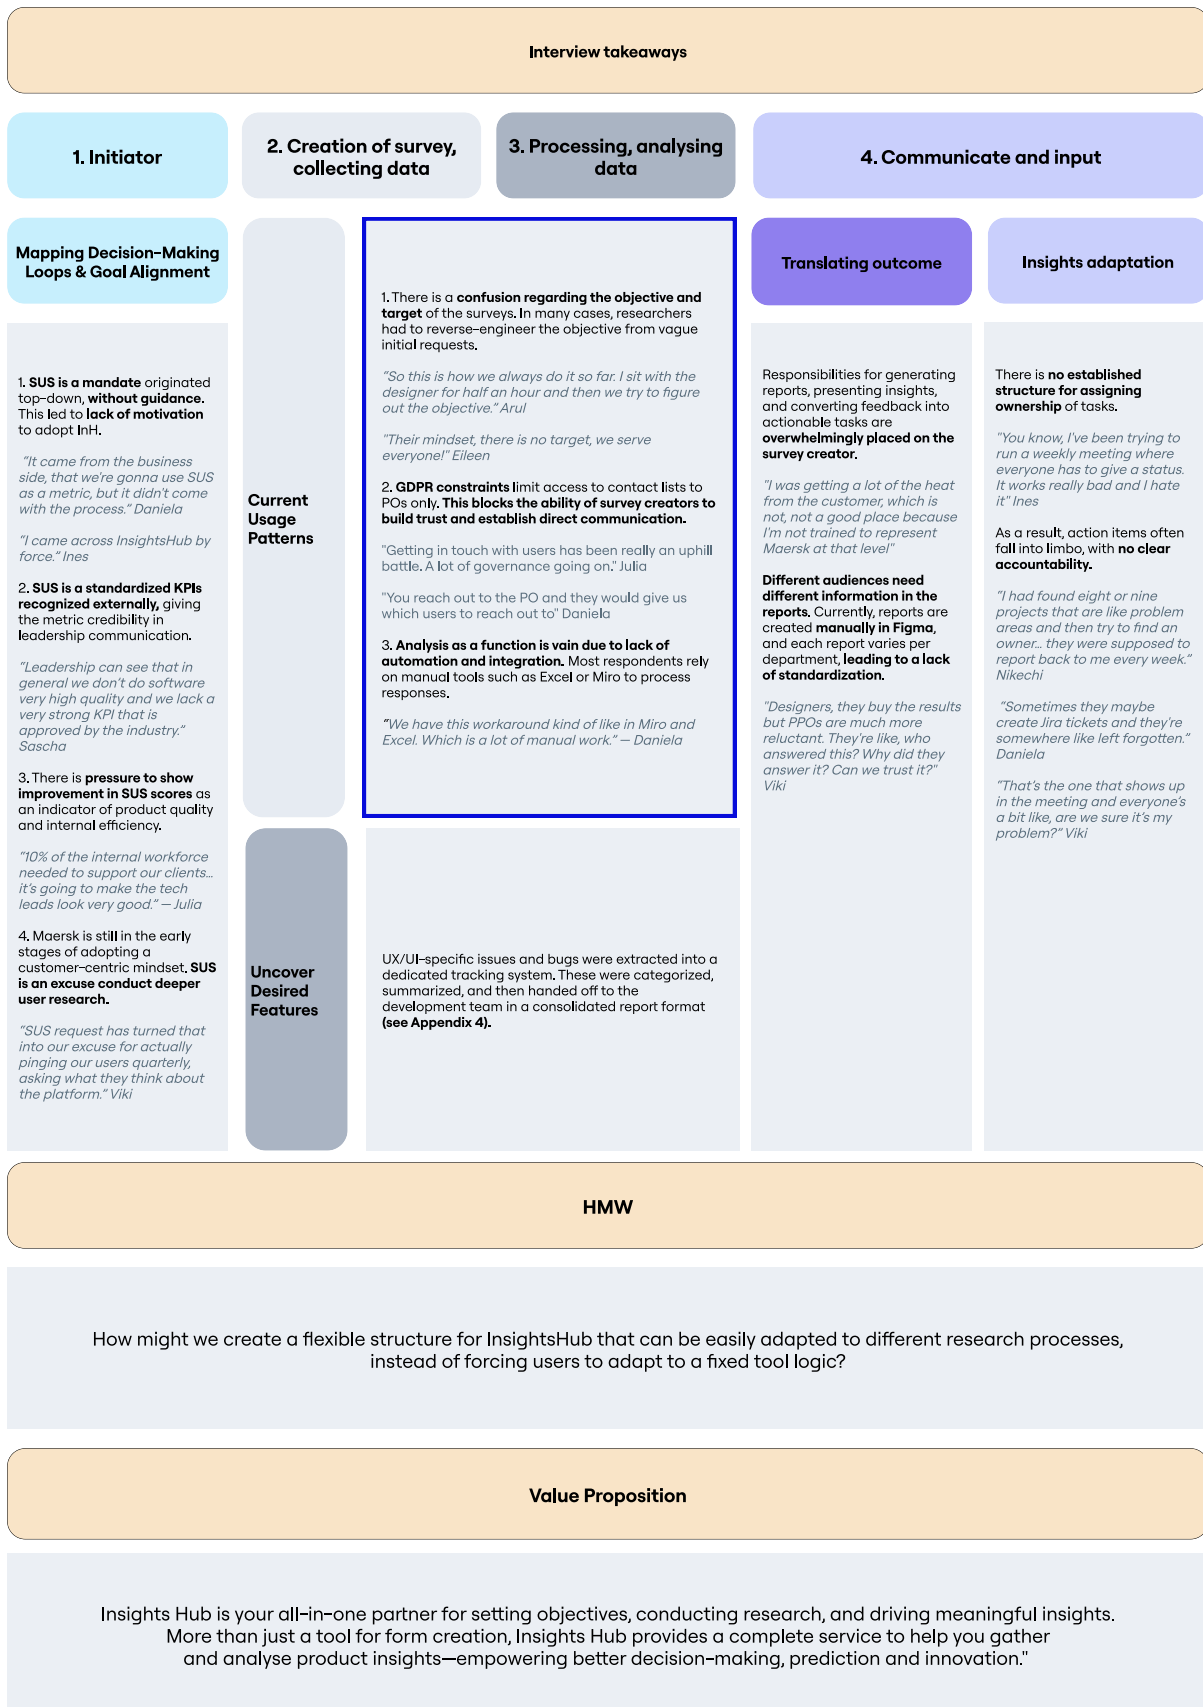 Interview takeaways
1. Initiator
2. Creation of survey,
collecting data
3. Processing, analysing
data
4. Communicate and input
Mapping Decision-Making
Loops & Goal Alignment
1. SUS is a mandate originated
top-down, without guidance.
This led to lack of motivation
to adopt InH.
“It came from the business
side, that we're gonna use SUS
as a metric, but it didn't come
with the process.” Daniela
“I came across InsightsHub by
force.” Ines
2. SUS is a standardized KPIs
recognized externally, giving
the metric credibility in
leadership communication.
“Leadership can see that in
general we don’t do software
very high quality and we lack a
very strong KPI that is
approved by the industry.”
Sascha
3. There is pressure to show
improvement in SUS scores as
an indicator of product quality
and internal efficiency.
“10% of the internal workforce
needed to support our clients…
it’s going to make the tech
leads look very good.” — Julia
4. Maersk is still in the early
stages of adopting a
customer-centric mindset. SUS
is an excuse conduct deeper
user research.
“SUS request has turned that
into our excuse for actually
pinging our users quarterly,
asking what they think about
the platform.” Viki
Current
Usage
Patterns
1. There is a confusion regarding the objective and
target of the surveys. In many cases, researchers
had to reverse-engineer the objective from vague
initial requests.
“So this is how we always do it so far. I sit with the
designer for half an hour and then we try to figure
out the objective.” Arul
"Their mindset, there is no target, we serve
everyone!" Eileen
2. GDPR constraints limit access to contact lists to
POs only. This blocks the ability of survey creators to
build trust and establish direct communication.
"Getting in touch with users has been really an uphill
battle. A lot of governance going on." Julia
"You reach out to the PO and they would give us
which users to reach out to" Daniela
3. Analysis as a function is vain due to lack of
automation and integration. Most respondents rely
on manual tools such as Excel or Miro to process
responses.
“We have this workaround kind of like in Miro and
Excel. Which is a lot of manual work.” — Daniela
Uncover
Desired
Features
UX/UI-specific issues and bugs were extracted into a
dedicated tracking system. These were categorized,
summarized, and then handed off to the
development team in a consolidated report format
(see Appendix 4).
Translating outcome
Responsibilities for generating
reports, presenting insights,
and converting feedback into
actionable tasks are
overwhelmingly placed on the
survey creator.
"I was getting a lot of the heat
from the customer, which is
not, not a good place because
I'm not trained to represent
Maersk at that level"
Different audiences need
different information in the
reports. Currently, reports are
created manually in Figma,
and each report varies per
department, leading to a lack
of standardization.
"Designers, they buy the results
but PPOs are much more
reluctant. They're like, who
answered this? Why did they
answer it? Can we trust it?"
Viki
Insights adaptation
There is no established
structure for assigning
ownership of tasks.
"You know, I've been trying to
run a weekly meeting where
everyone has to give a status.
It works really bad and I hate
it" Ines
As a result, action items often
fall into limbo, with no clear
accountability.
“I had found eight or nine
projects that are like problem
areas and then try to find an
owner… they were supposed to
report back to me every week.”
Nikechi
“Sometimes they maybe
create Jira tickets and they’re
somewhere like left forgotten.”
Daniela
“That’s the one that shows up
in the meeting and everyone’s
a bit like, are we sure it’s my
problem?” Viki
HMW
How might we create a flexible structure for InsightsHub that can be easily adapted to different research processes,
instead of forcing users to adapt to a fixed tool logic?
Value Proposition
Insights Hub is your all-in-one partner for setting objectives, conducting research, and driving meaningful insights.
More than just a tool for form creation, Insights Hub provides a complete service to help you gather
and analyse product insights—empowering better decision-making, prediction and innovation."